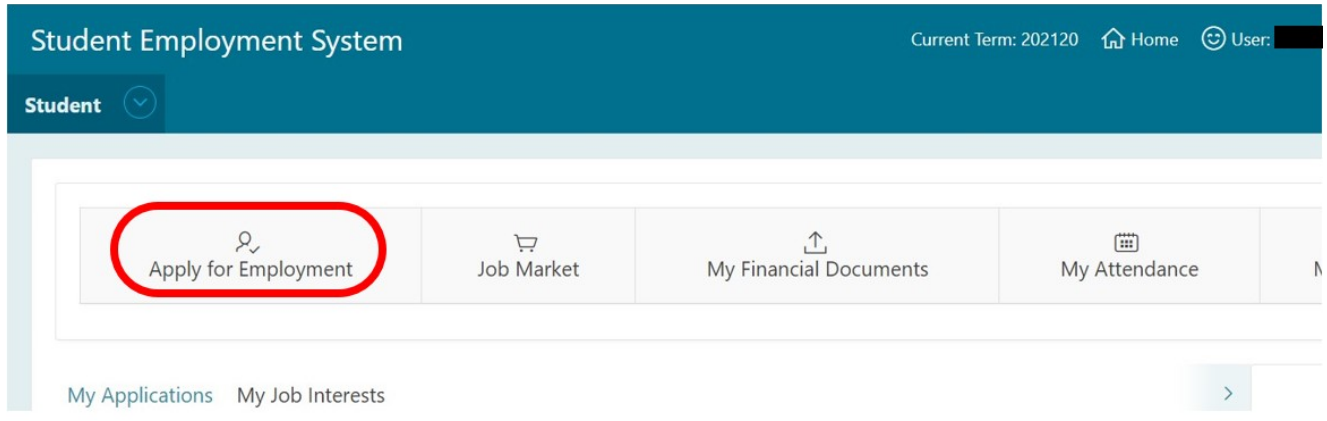 Student Employment System
Current Term: 202120 Home User:
Student
Apply for Employment Job Market My Financial Documents My Attendance
My Applications My Job Interests